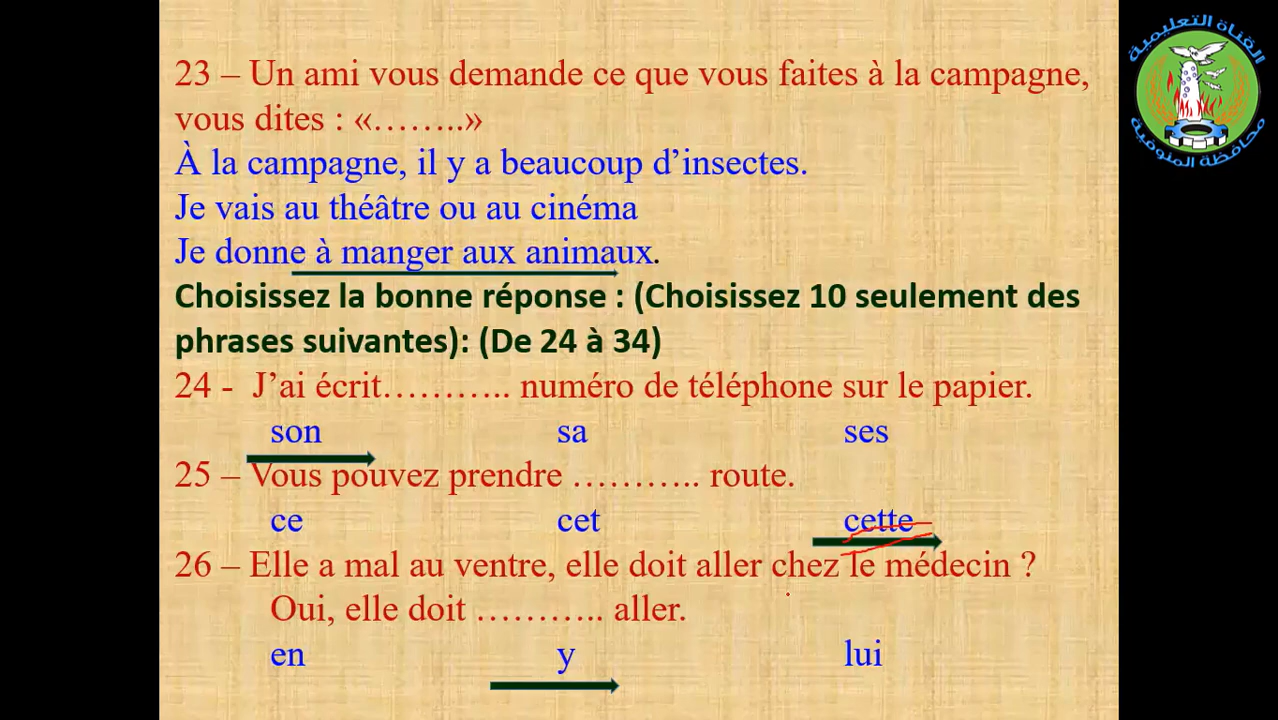 23 – Un ami vous demande ce que vous faites à la campagne,
vous dites : «……..»
À la campagne, il y a beaucoup d’insectes.
Je vais au théâtre ou au cinéma
Je donne à manger aux animaux.
Choisissez la bonne réponse : (Choisissez 10 seulement des
phrases suivantes): (De 24 à 34)
24 - J’ai écrit……….. numéro de téléphone sur le papier.
son sa ses
25 – Vous pouvez prendre ……….. route.
ce cet cette
26 – Elle a mal au ventre, elle doit aller chez le médecin ?
Oui, elle doit ……….. aller.
en y lui
القناة التعليمية
محافظة المنوفية